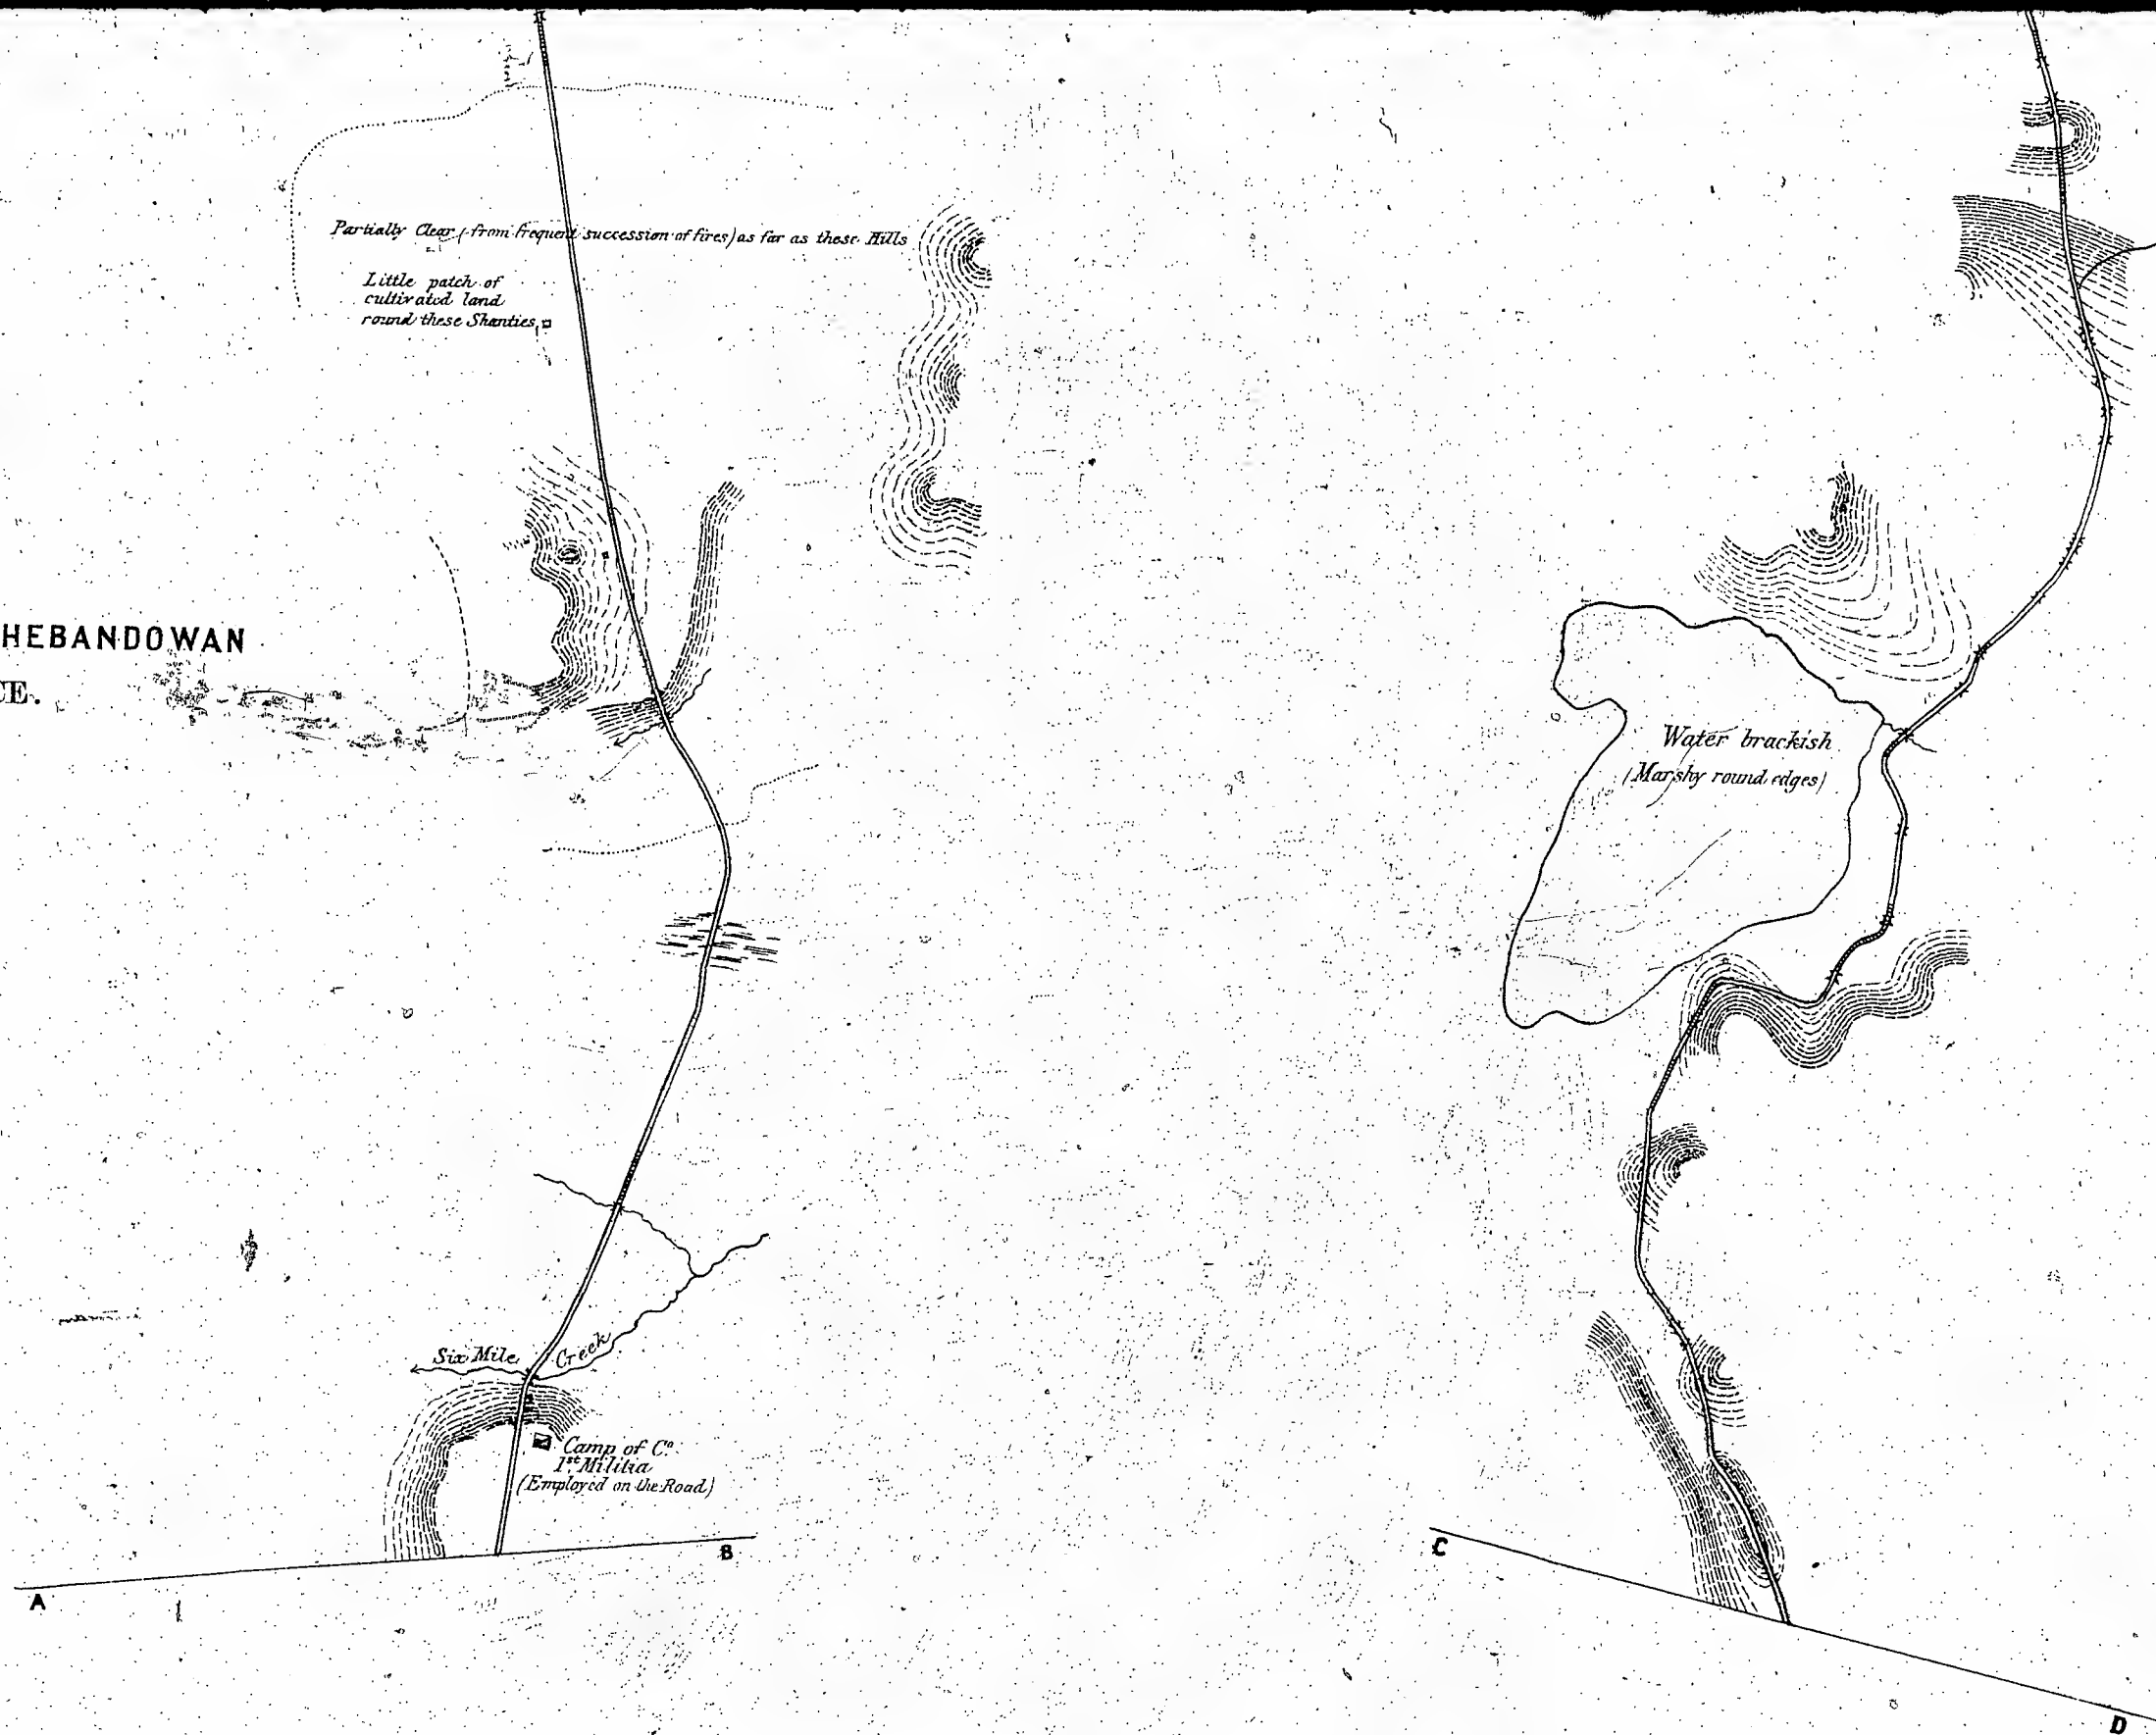 Partially Clear (from frequent succession of fires) as far as these Hills
Little patch of
cultivated land
round these Shanties
HEBANDOWAN
CE.
Water brackish
(Marshy round edges)
Six Mile Creek
Camp of Co.
1st Militia
(Employed on the Road)
A
B
C
D